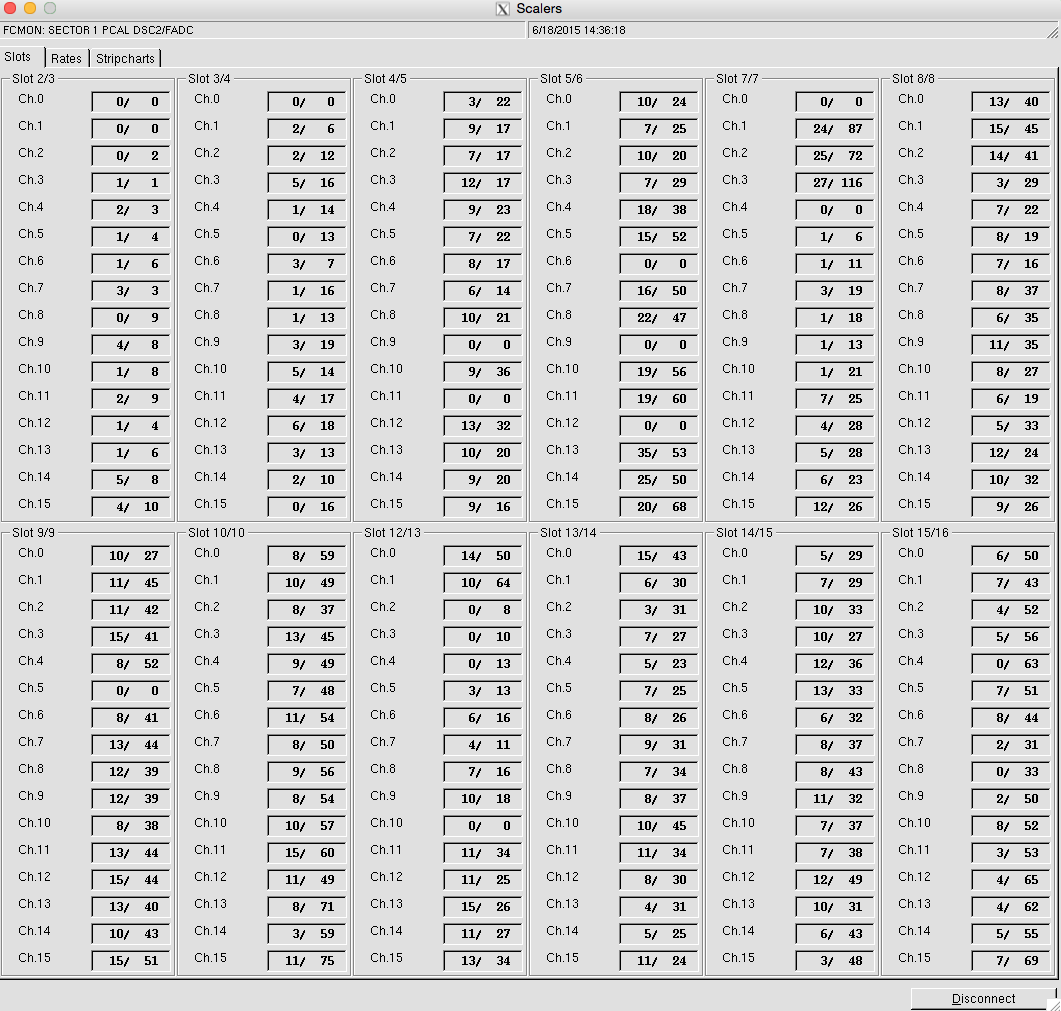 X Scalers
FCMON: SECTOR 1 PCAL DSC2/FADC 6/18/2015 14:36:18
Slots Rates Stripcharts
Slot 2/3 Slot 3/4 Slot 4/5 Slot 5/6 Slot 7/7 Slot 8/8
Ch.0 0/ 0 Ch.0 0/ 0 Ch.0 3/ 22 Ch.0 10/ 24 Ch.0 0/ 0 Ch.0 13/ 40
Ch.1 0/ 0 Ch.1 2/ 6 Ch.1 9/ 17 Ch.1 7/ 25 Ch.1 24/ 87 Ch.1 15/ 45
Ch.2 0/ 2 Ch.2 2/ 12 Ch.2 7/ 17 Ch.2 10/ 20 Ch.2 25/ 72 Ch.2 14/ 41
Ch.3 1/ 1 Ch.3 5/ 16 Ch.3 12/ 17 Ch.3 7/ 29 Ch.3 27/ 116 Ch.3 3/ 29
Ch.4 2/ 3 Ch.4 1/ 14 Ch.4 9/ 23 Ch.4 18/ 38 Ch.4 0/ 0 Ch.4 7/ 22
Ch.5 1/ 4 Ch.5 0/ 13 Ch.5 7/ 22 Ch.5 15/ 52 Ch.5 1/ 6 Ch.5 8/ 19
Ch.6 1/ 6 Ch.6 3/ 7 Ch.6 8/ 17 Ch.6 0/ 0 Ch.6 1/ 11 Ch.6 7/ 16
Ch.7 3/ 3 Ch.7 1/ 16 Ch.7 6/ 14 Ch.7 16/ 50 Ch.7 3/ 19 Ch.7 8/ 37
Ch.8 0/ 9 Ch.8 1/ 13 Ch.8 10/ 21 Ch.8 22/ 47 Ch.8 1/ 18 Ch.8 6/ 35
Ch.9 4/ 8 Ch.9 3/ 19 Ch.9 0/ 0 Ch.9 0/ 0 Ch.9 1/ 13 Ch.9 11/ 35
Ch.10 1/ 8 Ch.10 5/ 14 Ch.10 9/ 36 Ch.10 19/ 56 Ch.10 1/ 21 Ch.10 8/ 27
Ch.11 2/ 9 Ch.11 4/ 17 Ch.11 0/ 0 Ch.11 19/ 60 Ch.11 7/ 25 Ch.11 6/ 19
Ch.12 1/ 4 Ch.12 6/ 18 Ch.12 13/ 32 Ch.12 0/ 0 Ch.12 4/ 28 Ch.12 5/ 33
Ch.13 1/ 6 Ch.13 3/ 13 Ch.13 10/ 20 Ch.13 35/ 53 Ch.13 5/ 28 Ch.13 12/ 24
Ch.14 5/ 8 Ch.14 2/ 10 Ch.14 9/ 20 Ch.14 25/ 50 Ch.14 6/ 23 Ch.14 10/ 32
Ch.15 4/ 10 Ch.15 0/ 16 Ch.15 9/ 16 Ch.15 20/ 68 Ch.15 12/ 26 Ch.15 9/ 26
Slot 9/9 Slot 10/10 Slot 12/13 Slot 13/14 Slot 14/15 Slot 15/16
Ch.0 10/ 27 Ch.0 8/ 59 Ch.0 14/ 50 Ch.0 15/ 43 Ch.0 5/ 29 Ch.0 6/ 50
Ch.1 11/ 45 Ch.1 10/ 49 Ch.1 10/ 64 Ch.1 6/ 30 Ch.1 7/ 29 Ch.1 7/ 43
Ch.2 11/ 42 Ch.2 8/ 37 Ch.2 0/ 8 Ch.2 3/ 31 Ch.2 10/ 33 Ch.2 4/ 52
Ch.3 15/ 41 Ch.3 13/ 45 Ch.3 0/ 10 Ch.3 7/ 27 Ch.3 10/ 27 Ch.3 5/ 56
Ch.4 8/ 52 Ch.4 9/ 49 Ch.4 0/ 13 Ch.4 5/ 23 Ch.4 12/ 36 Ch.4 0/ 63
Ch.5 0/ 0 Ch.5 7/ 48 Ch.5 3/ 13 Ch.5 7/ 25 Ch.5 13/ 33 Ch.5 7/ 51
Ch.6 8/ 41 Ch.6 11/ 54 Ch.6 6/ 16 Ch.6 8/ 26 Ch.6 6/ 32 Ch.6 8/ 44
Ch.7 13/ 44 Ch.7 8/ 50 Ch.7 4/ 11 Ch.7 9/ 31 Ch.7 8/ 37 Ch.7 2/ 31
Ch.8 12/ 39 Ch.8 9/ 56 Ch.8 7/ 16 Ch.8 7/ 34 Ch.8 8/ 43 Ch.8 0/ 33
Ch.9 12/ 39 Ch.9 8/ 54 Ch.9 10/ 18 Ch.9 8/ 37 Ch.9 11/ 32 Ch.9 2/ 50
Ch.10 8/ 38 Ch.10 10/ 57 Ch.10 0/ 0 Ch.10 10/ 45 Ch.10 7/ 37 Ch.10 8/ 52
Ch.11 13/ 44 Ch.11 15/ 60 Ch.11 11/ 34 Ch.11 11/ 34 Ch.11 7/ 38 Ch.11 3/ 53
Ch.12 15/ 44 Ch.12 11/ 49 Ch.12 11/ 25 Ch.12 8/ 30 Ch.12 12/ 49 Ch.12 4/ 65
Ch.13 13/ 40 Ch.13 8/ 71 Ch.13 15/ 26 Ch.13 4/ 31 Ch.13 10/ 31 Ch.13 4/ 62
Ch.14 10/ 43 Ch.14 3/ 59 Ch.14 11/ 27 Ch.14 5/ 25 Ch.14 6/ 43 Ch.14 5/ 55
Ch.15 15/ 51 Ch.15 11/ 75 Ch.15 13/ 34 Ch.15 11/ 24 Ch.15 3/ 48 Ch.15 7/ 69
Disconnect